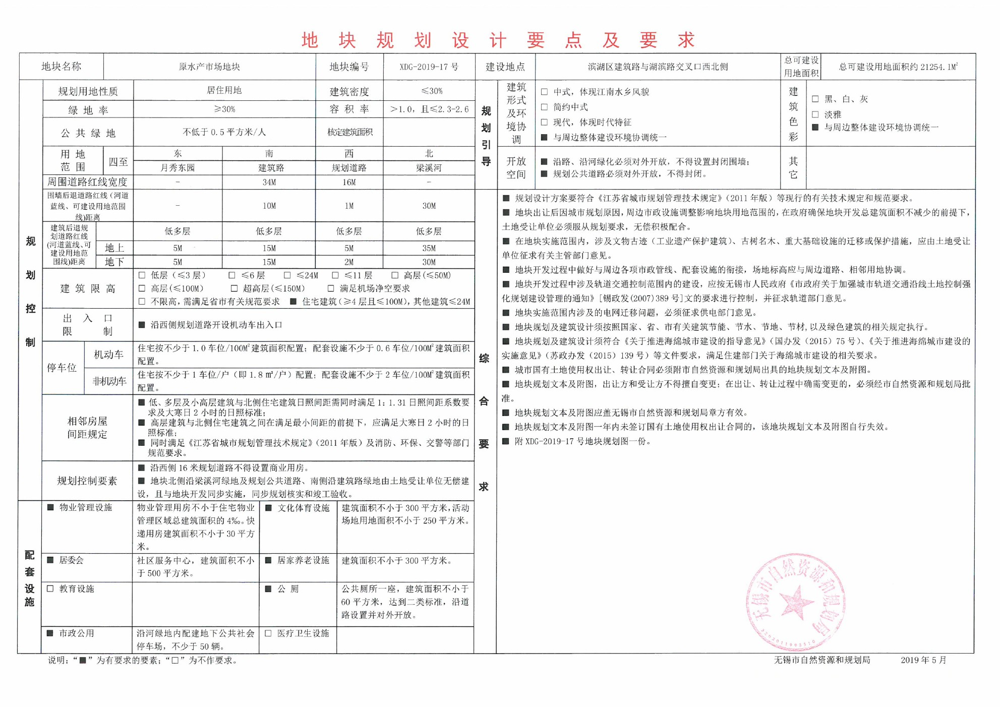 地块规划设计要点及要求
地块名称 原水产市场地块 地块编号 XDG-2019-17号 建设地点 滨湖区建筑路与湖滨路交叉口西北侧 总可建设用地面积 总可建设用地面积约21254.1M²
规划控制
规划用地性质 居住用地 建筑密度 ≤30%
绿地率 ≥30% 容积率 >1.0，且≤2.3-2.6
公共绿地 不低于0.5平方米/人 核定建筑面积
用地范围 四至 东 南 西 北
月秀东园 建筑路 规划道路 梁溪河
周围道路红线宽度 － 34M 16M －
围墙后退道路红线（河道蓝线、可建设用地范围线)距离 － 10M 1M 30M
建筑后退规划道路红线(河道蓝线、可建设用地范围线)距离 低多层 低多层 低多层 低多层
地上 5M 15M 5M 35M
地下 5M 15M 2M 30M
建筑限高
□ 低层（≤3层） □ ≤6层 □ ≤24M □ ≤11层 □ 高层(≤50M)
□ 高层(≤100M) □ 超高层(≤150M) □ 满足机场净空要求
□ 不限高,需满足省市有关规范要求 ■ 住宅建筑(≥4层且≤100M)，其他建筑≤24M
出入口限制 ■ 沿西侧规划道路开设机动车出入口
停车位
机动车 住宅按不少于1.0车位/100M²建筑面积配置；配套设施不少于0.6车位/100M²建筑面积
配置。
非机动车 住宅按不少于1车位/户（即1.8㎡/户）配置；配套设施不少于2车位/100M²建筑面积
配置。
相邻房屋间距规定
■ 低、多层及小高层建筑与北侧住宅建筑日照间距需同时满足1：1.31日照间距系数要
求及大寒日2小时的日照标准；
■ 高层建筑与北侧住宅建筑之间在满足最小间距的前提下，应满足大寒日2小时的日
照标准；
■ 同时满足《江苏省城市规划管理技术规定》（2011年版）及消防、环保、交警等部门
规范要求。
规划控制要素
■ 沿西侧16米规划道路不得设置商业用房。
■ 地块北侧沿梁溪河绿地及规划公共道路、南侧沿建筑路绿地由土地受让单位无偿建
设，且与地块开发同步实施，同步规划核实和竣工验收。
配套设施
■ 物业管理设施
物业管理用房不小于住宅物业
管理区域总建筑面积的4‰。快
递用房建筑面积不小于30平方
米。
■ 文化体育设施
建筑面积不小于300平方米,活动
场地用地面积不小于250平方米。
■ 居委会
社区服务中心，建筑面积不小
于500平方米。
■ 居家养老设施 建筑面积不小于300平方米。
□ 教育设施
■ 公厕
公共厕所一座，建筑面积不小于
60平方米，达到二类标准，沿道
路设置并对外开放。
■ 市政公用
沿河绿地内配建地下公共社会
停车场，不少于50辆。
□ 医疗卫生设施
规划引导
建筑形式及环境协调
□ 中式，体现江南水乡风貌
□ 简约中式
□ 现代，体现时代特征
■ 与周边整体建设环境协调统一
建筑色彩
□ 黑、白、灰
□ 淡雅
■ 与周边整体建设环境协调统一
开放空间
■ 沿路、沿河绿化必须对外开放，不得设置封闭围墙；
■ 规划公共道路必须对外开放，不得封闭。
其它
综合要求
■ 规划设计方案要符合《江苏省城市规划管理技术规定》（2011年版）等现行的有关技术规定和规范要求。
■ 地块出让后因城市规划原因,周边市政设施调整影响地块用地范围的,在政府确保地块开发总建筑面积不减少的前提下，
土地受让单位必须服从规划要求，无偿积极配合。
■ 在地块实施范围内，涉及文物古迹（工业遗产保护建筑）、古树名木、重大基础设施的迁移或保护措施，应由土地受让
单位征求有关主管部门意见。
■ 地块开发过程中做好与周边各项市政管线、配套设施的衔接，场地标高应与周边道路、相邻用地协调。
■ 地块开发过程中涉及轨道交通控制范围内的建设，应按无锡市人民政府《市政府关于加强城市轨道交通沿线土地控制强
化规划建设管理的通知》[锡政发(2007)389号]文的要求进行控制，并征求轨道部门意见。
■ 地块实施范围内涉及的电网迁移问题，必须征求供电部门意见。
■ 地块规划及建筑设计须按照国家、省、市有关建筑节能、节水、节地、节材,以及绿色建筑的相关规定执行。
■ 地块规划及建筑设计须符合《关于推进海绵城市建设的指导意见》（国办发（2015）75号）、《关于推进海绵城市建设的
实施意见》（苏政办发（2015）139号）等文件要求，满足住建部门关于海绵城市建设的相关要求。
■ 城市国有土地使用权出让、转让合同必须附市自然资源和规划局出具的地块规划文本及附图。
■ 地块规划文本及附图，出让方和受让方不得擅自变更；在出让、转让过程中确需变更的，必须经市自然资源和规划局批
准。
■ 地块规划文本及附图应盖无锡市自然资源和规划局章方有效。
■ 地块规划文本及附图一年内未签订国有土地使用权出让合同的，该地块规划文本及附图自行失效。
■ 附XDG-2019-17号地块规划图一份。
无锡市自然资源和规划局
说明：“■”为有要求的要素；“□”为不作要求。
无锡市自然资源和规划局 2019年5月